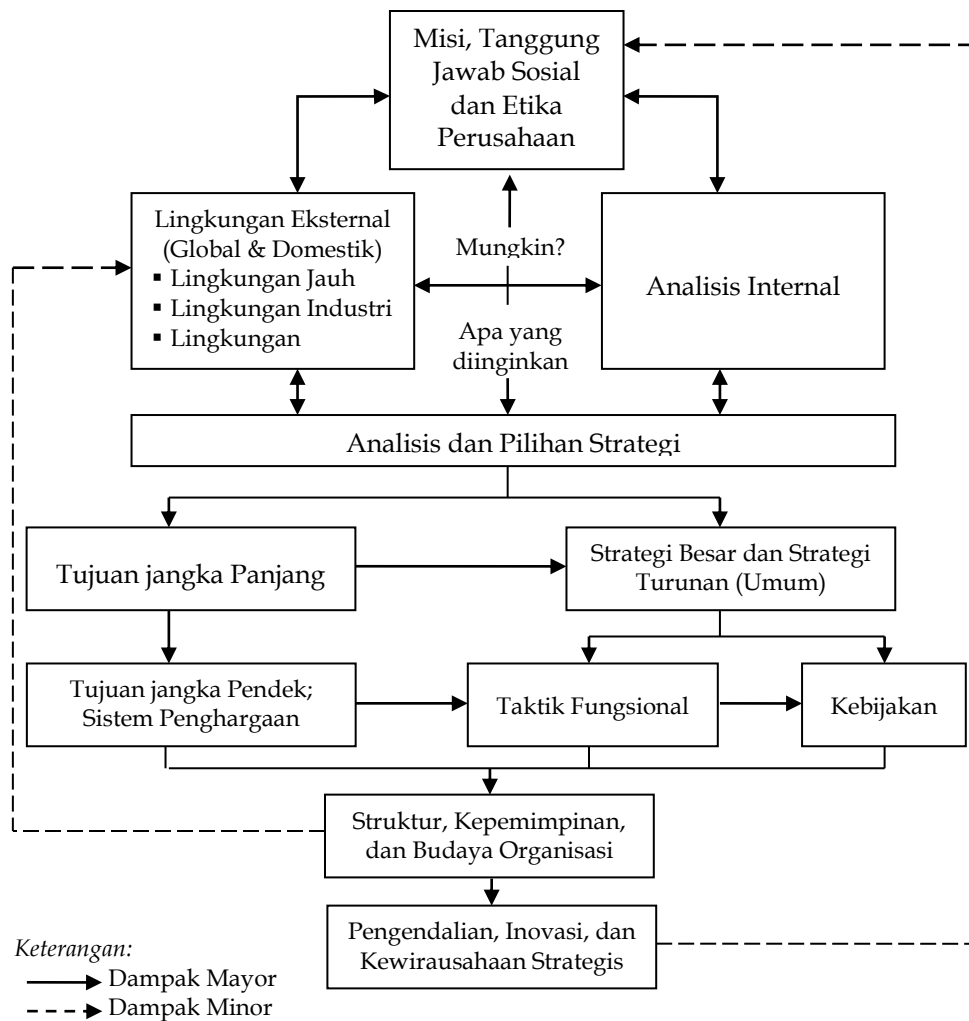 Misi, Tanggung
Jawab Sosial
dan Etika
Perusahaan
Lingkungan Eksternal
(Global & Domestik)
▪ Lingkungan Jauh
▪ Lingkungan Industri
▪ Lingkungan
Mungkin?
Apa yang
diinginkan
Analisis Internal
Analisis dan Pilihan Strategi
Tujuan jangka Panjang
Strategi Besar dan Strategi
Turunan (Umum)
Tujuan jangka Pendek;
Sistem Penghargaan
Taktik Fungsional
Kebijakan
Struktur, Kepemimpinan,
dan Budaya Organisasi
Pengendalian, Inovasi, dan
Kewirausahaan Strategis
Keterangan:
Dampak Mayor
Dampak Minor